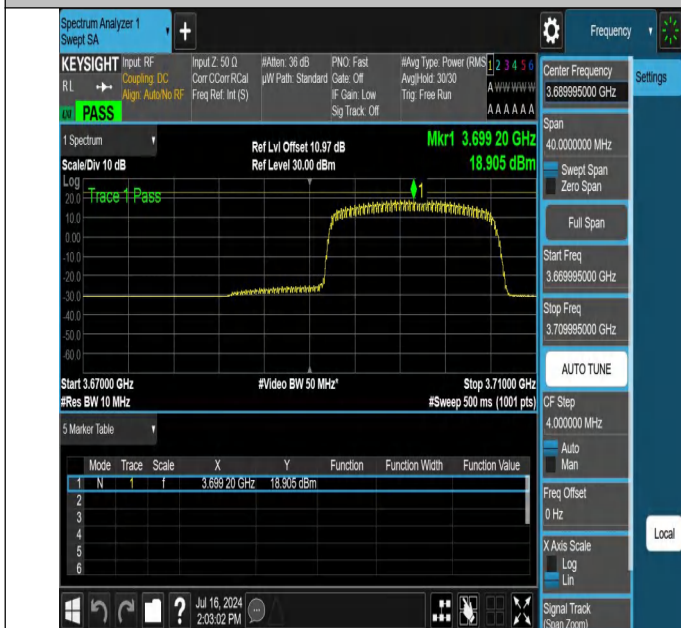 Spectrum Analyzer 1
Swept SA
+
Frequency
KEYSIGHT
RL
PASS
Input: RF
Coupling: DC
Align: Auto/No RF
Input Z: 50 Ω
Corr CCorr RCal
Freq Ref: Int (S)
#Atten: 36 dB
µW Path: Standard
PNO: Fast
Gate: Off
IF Gain: Low
Sig Track: Off
#Avg Type: Power (RMS
Avg|Hold: 30/30
Trig: Free Run
1 2 3 4 5 6
A W W W W W
A A A A A A
1 Spectrum
Scale/Div 10 dB
Ref Lvl Offset 10.97 dB
Ref Level 30.00 dBm
Mkr1 3.699 20 GHz
18.905 dBm
Log
Trace 1 Pass
1
20.0
10.0
0.00
-10.0
-20.0
-30.0
-40.0
-50.0
-60.0
Start 3.67000 GHz
#Res BW 10 MHz
#Video BW 50 MHz*
Stop 3.71000 GHz
#Sweep 500 ms (1001 pts)
5 Marker Table
Mode Trace Scale X Y Function Function Width Function Value
1 N 1 f 3.699 20 GHz 18.905 dBm
2
3
4
5
6
Jul 16, 2024
2:03:02 PM
?
Center Frequency
3.689995000 GHz
Settings
Span
40.0000000 MHz
Swept Span
Zero Span
Full Span
Start Freq
3.669995000 GHz
Stop Freq
3.709995000 GHz
AUTO TUNE
CF Step
4.000000 MHz
Auto
Man
Freq Offset
0 Hz
X Axis Scale
Log
Lin
Local
Signal Track
(Span Zoom)